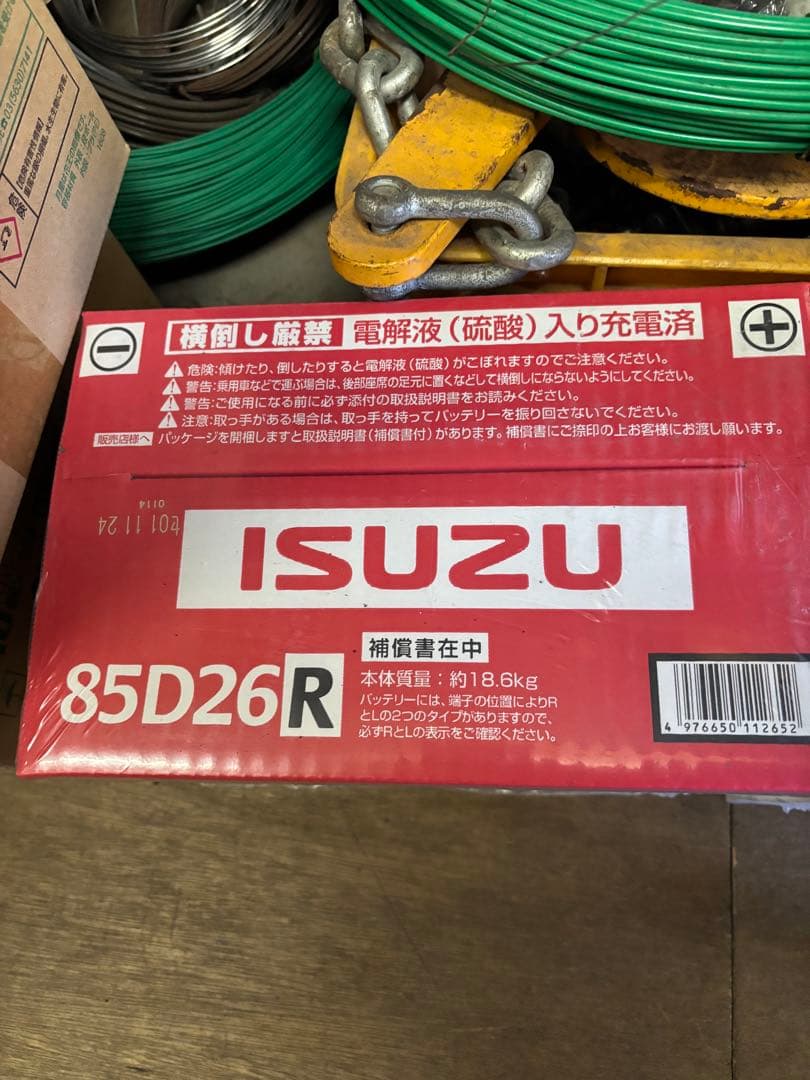 横倒し厳禁 電解液(硫酸)入り充電済
危険:傾けたり、倒したりすると電解液(硫酸)がこぼれますのでご注意ください。
警告:乗用車などで運ぶ場合は、後部座席の足元に置くなどして横倒しにならないようにしてください。
警告:ご使用になる前に必ず添付の取扱説明書をお読みください。
注意:取っ手がある場合は、取っ手を持ってバッテリーを振り回さないでください。
販売店様へ パッケージを開梱しますと取扱説明書(補償書付)があります。補償書にご捺印の上お客様にお渡し願います。
0114
ISUZU
補償書在中
85D26R
本体質量:約18.6kg
バッテリーには、端子の位置によりR
とLの2つのタイプがありますので、
必ずRとLの表示をご確認ください。
4 976650 112652